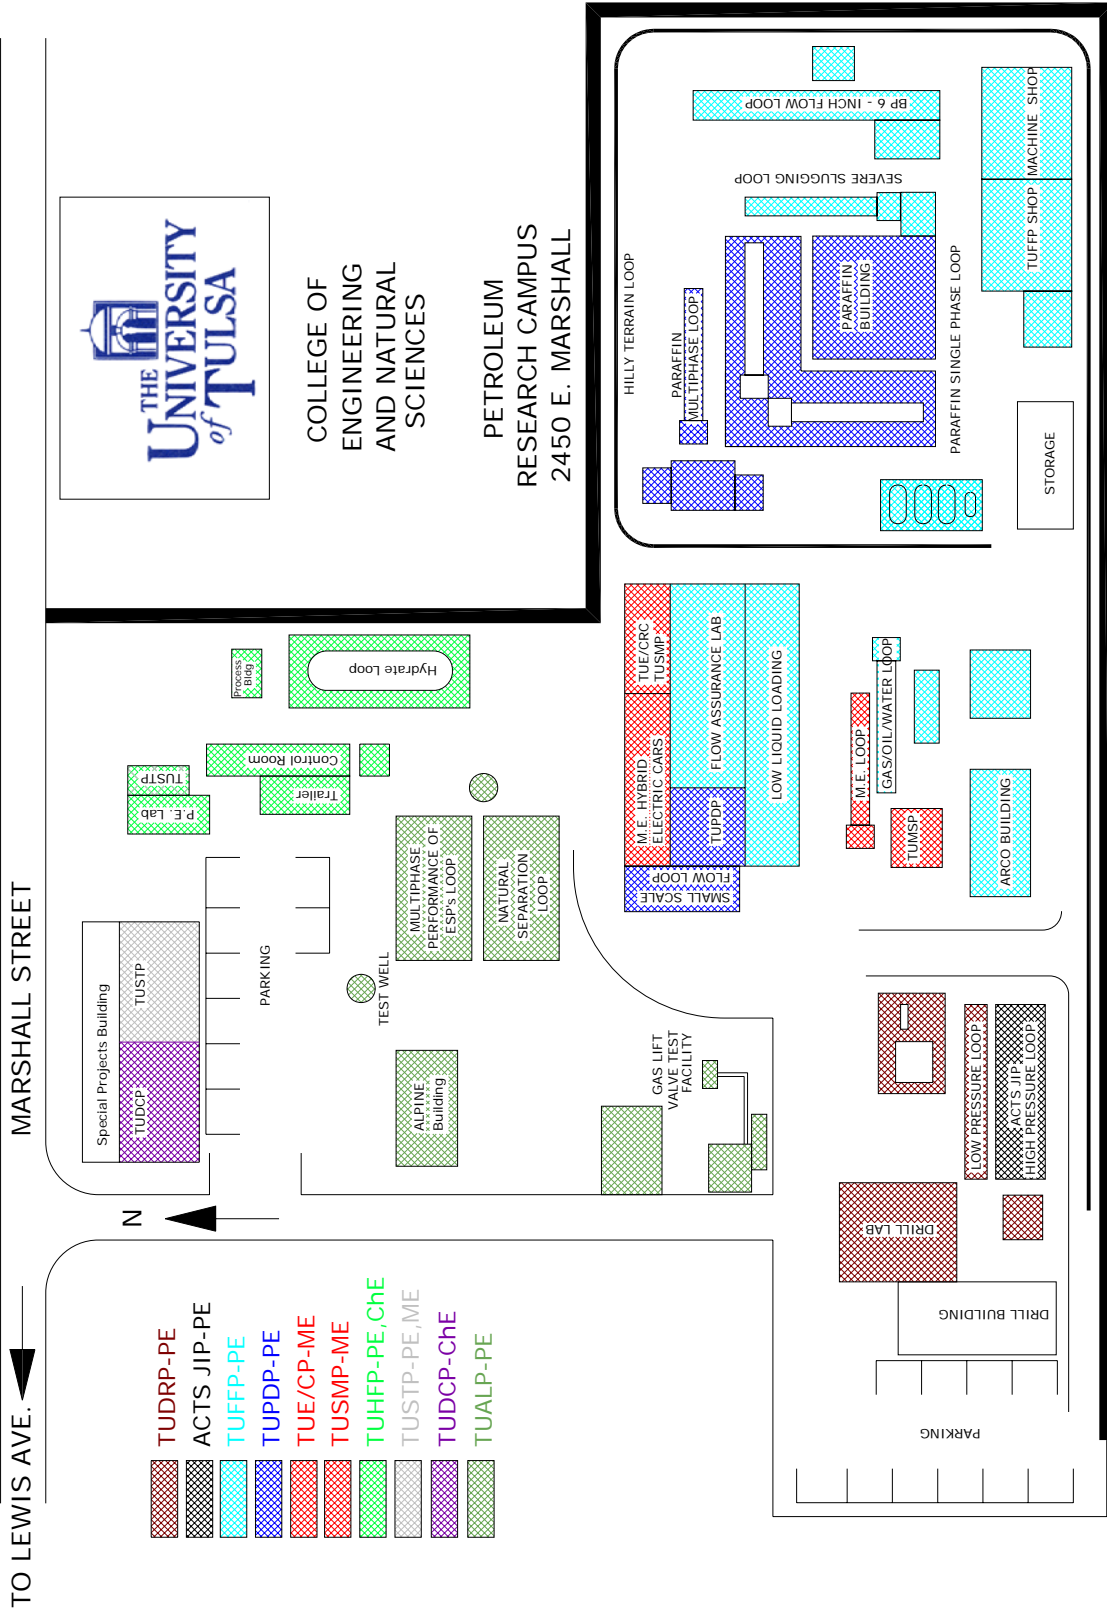 TO LEWIS AVE.
MARSHALL STREET
THE
UNIVERSITY
of TULSA
COLLEGE OF
ENGINEERING
AND NATURAL
SCIENCES
PETROLEUM
RESEARCH CAMPUS
2450 E. MARSHALL
N
TUDRP-PE
ACTS JIP-PE
TUFFP-PE
TUPDP-PE
TUE/CP-ME
TUSMP-ME
TUHFP-PE,ChE
TUSTP-PE,ME
TUDCP-ChE
TUALP-PE
Special Projects Building
TUDCP
TUSTP
PARKING
TUSTP
P.E. Lab
Process
Bldg
Control Room
Trailer
Hydrate Loop
TEST WELL
ALPINE
Building
MULTIPHASE
PERFORMANCE OF
ESP's LOOP
NATURAL
SEPARATION
LOOP
GAS LIFT
VALVE TEST
FACILITY
M.E. HYBRID
ELECTRIC CARS
TUE/CRC
TUSMP
TUPDP
FLOW ASSURANCE LAB
LOW LIQUID LOADING
SMALL SCALE
FLOW LOOP
M.E. LOOP
GAS/OIL/WATER LOOP
TUMSP
ARCO BUILDING
HILLY TERRAIN LOOP
PARAFFIN
MULTIPHASE LOOP
PARAFFIN
BUILDING
PARAFFIN SINGLE PHASE LOOP
SEVERE SLUGGING LOOP
BP 6 - INCH FLOW LOOP
TUFFP SHOP
MACHINE SHOP
STORAGE
LOW PRESSURE LOOP
ACTS JIP
HIGH PRESSURE LOOP
DRILL LAB
DRILL BUILDING
PARKING